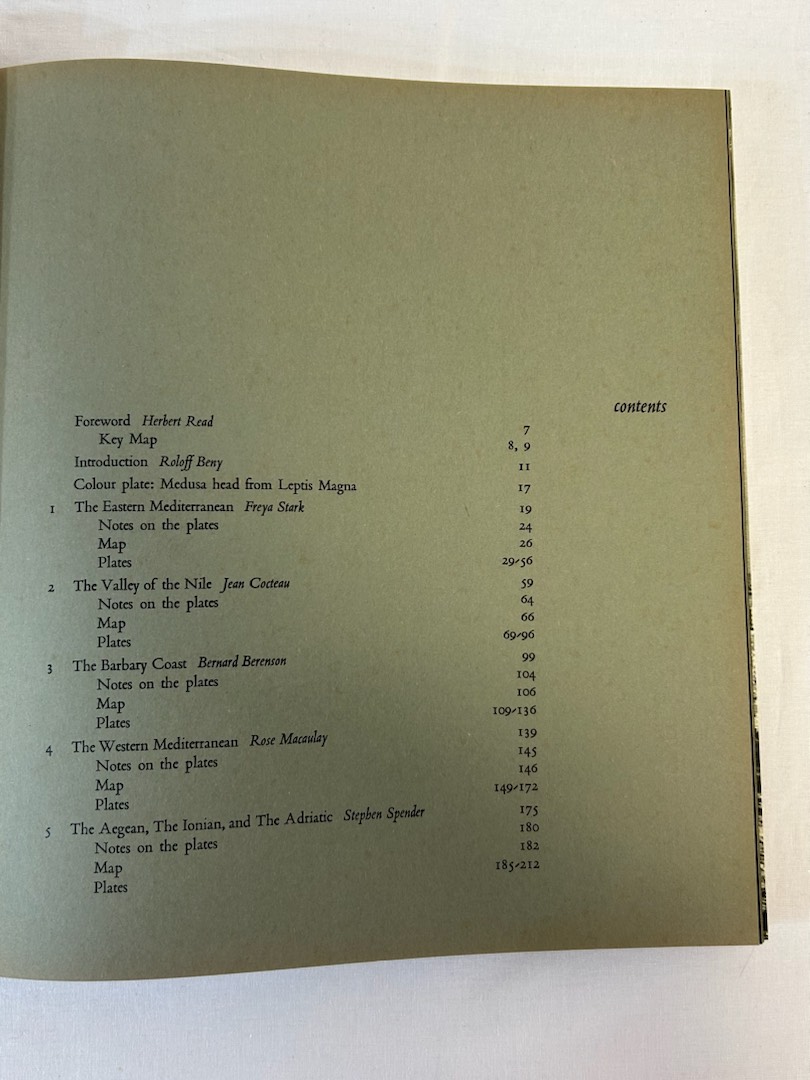 contents
Foreword Herbert Read 7
Key Map 8, 9
Introduction Roloff Beny 11
Colour plate: Medusa head from Leptis Magna 17
1 The Eastern Mediterranean Freya Stark 19
Notes on the plates 24
Map 26
Plates 29-56
2 The Valley of the Nile Jean Cocteau 59
Notes on the plates 64
Map 66
Plates 69-96
3 The Barbary Coast Bernard Berenson 99
Notes on the plates 104
Map 106
Plates 109-136
4 The Western Mediterranean Rose Macaulay 139
Notes on the plates 145
Map 146
Plates 149-172
5 The Aegean, The Ionian, and The Adriatic Stephen Spender 175
Notes on the plates 180
Map 182
Plates 185-212